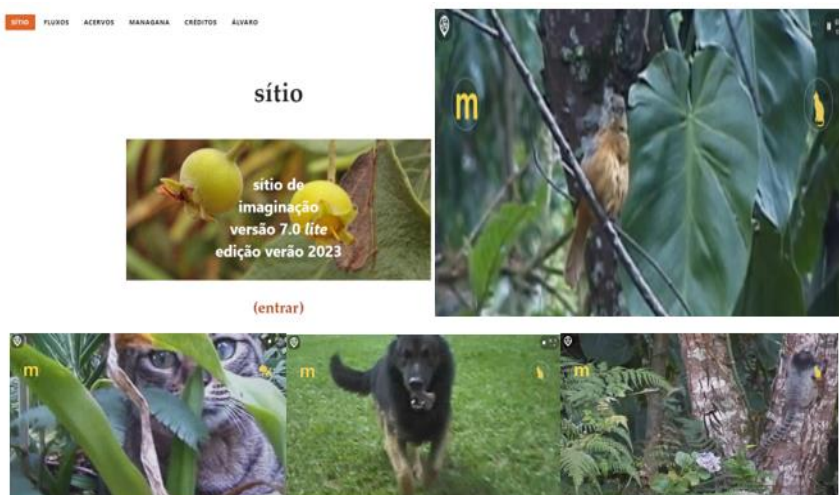 SÍTIO FLUXOS ACERVOS MANAGANA CRÉDITOS ÁLVARO
sítio
sítio de
imaginação
versão 7.0 lite
edição verão 2023
(entrar)
m
m
m
m